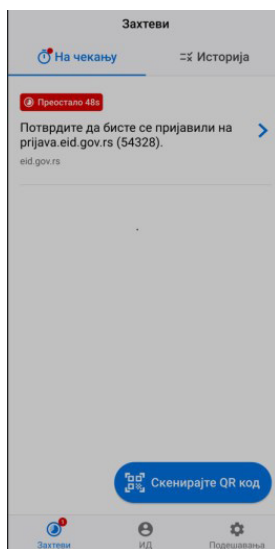 Захтеви
На чекању
Историја
Преостало 48s
Потврдите да бисте се пријавили на
prijava.eid.gov.rs (54328).
eid.gov.rs
Скенирајте QR код
1
Захтеви
ИД
Подешавања